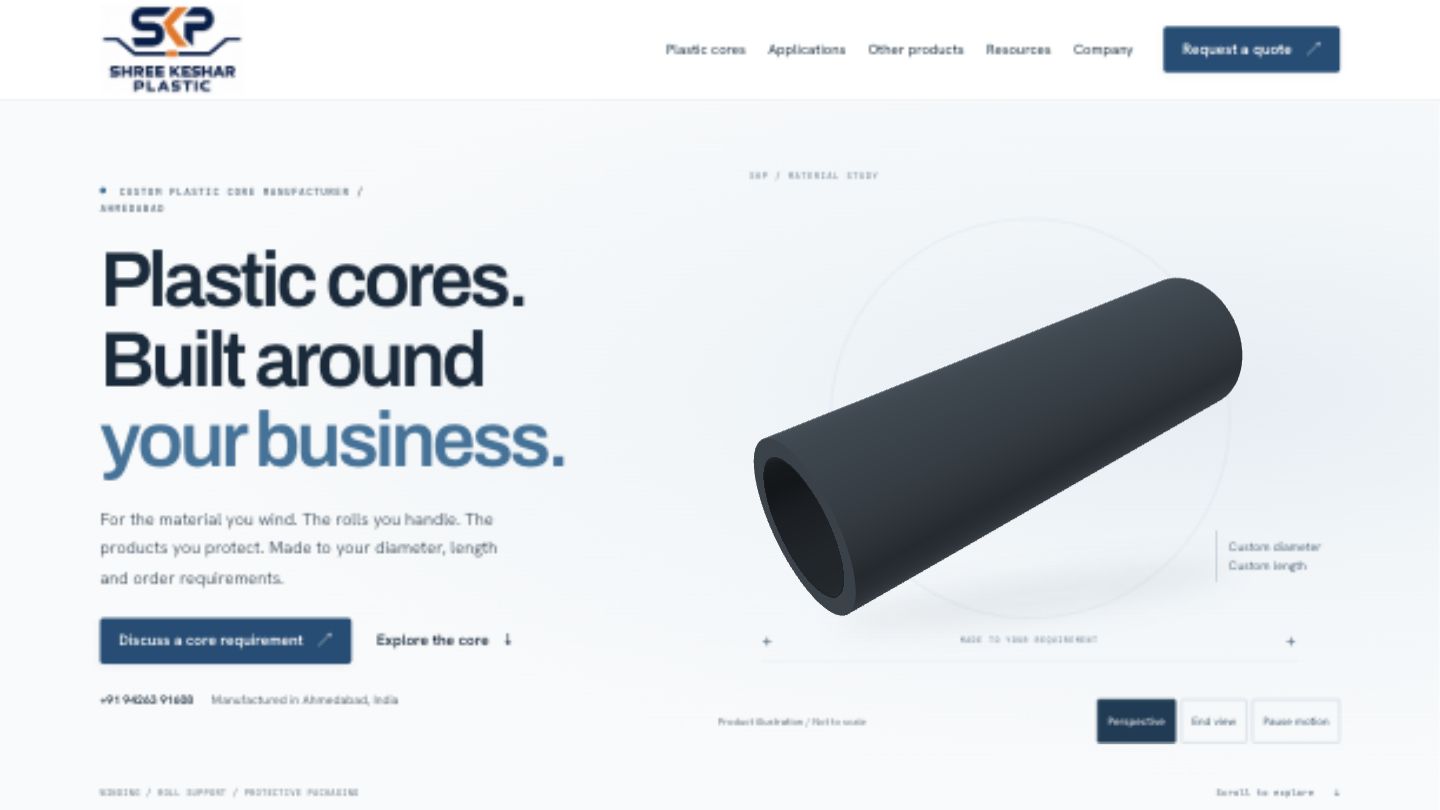 SKP
SHREE KESHAR
PLASTIC
Plastic cores
Applications
Other products
Resources
Company
Request a quote
CUSTOM PLASTIC CORE MANUFACTURER /
AHMEDABAD
SKP / MATERIAL STUDY
Plastic cores.
Built around
your business.
For the material you wind. The rolls you handle. The
products you protect. Made to your diameter, length
and order requirements.
Custom diameter
Custom length
Discuss a core requirement
Explore the core
MADE TO YOUR REQUIREMENT
Manufactured in Ahmedabad, India
Product illustration / Not to scale
Perspective
End view
Pause motion
WINDING / ROLL SUPPORT / PROTECTIVE PACKAGING
Scroll to explore